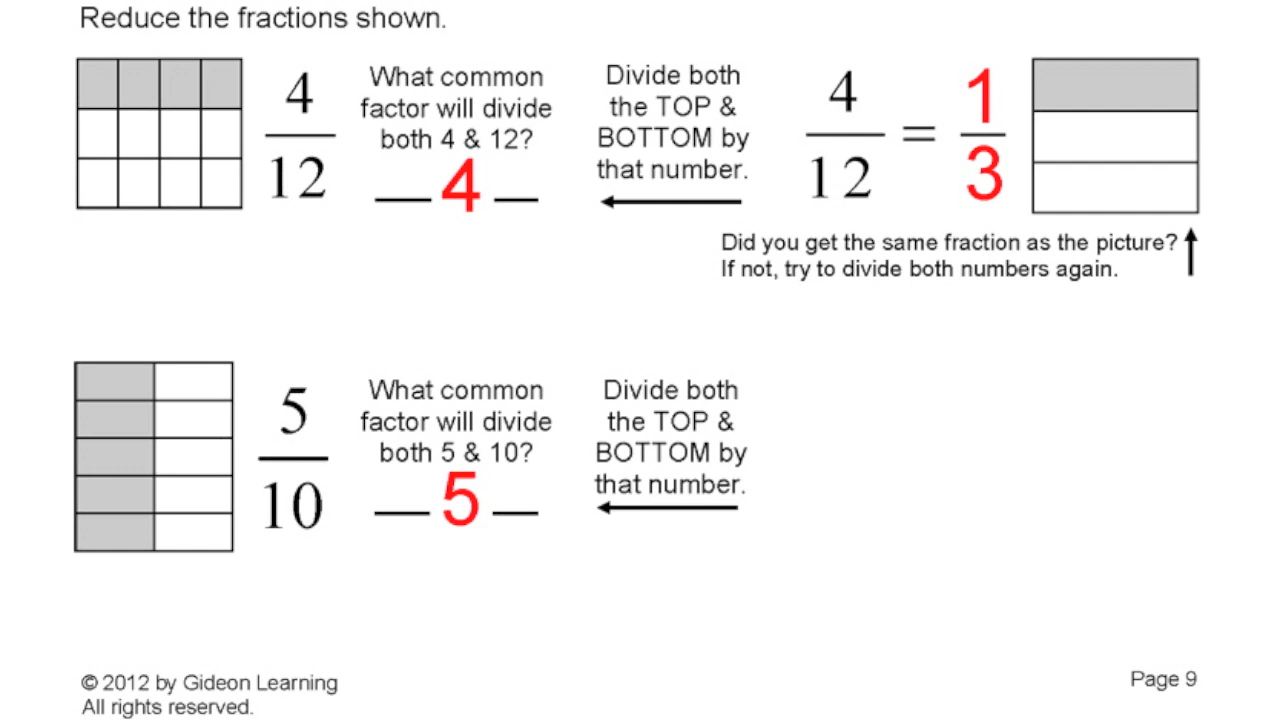 Reduce the fractions shown.
4
12
What common
factor will divide
both 4 & 12?
4
Divide both
the TOP &
BOTTOM by
that number.
4
12
=
1
3
Did you get the same fraction as the picture?
If not, try to divide both numbers again.
5
10
What common
factor will divide
both 5 & 10?
5
Divide both
the TOP &
BOTTOM by
that number.
© 2012 by Gideon Learning
All rights reserved.
Page 9